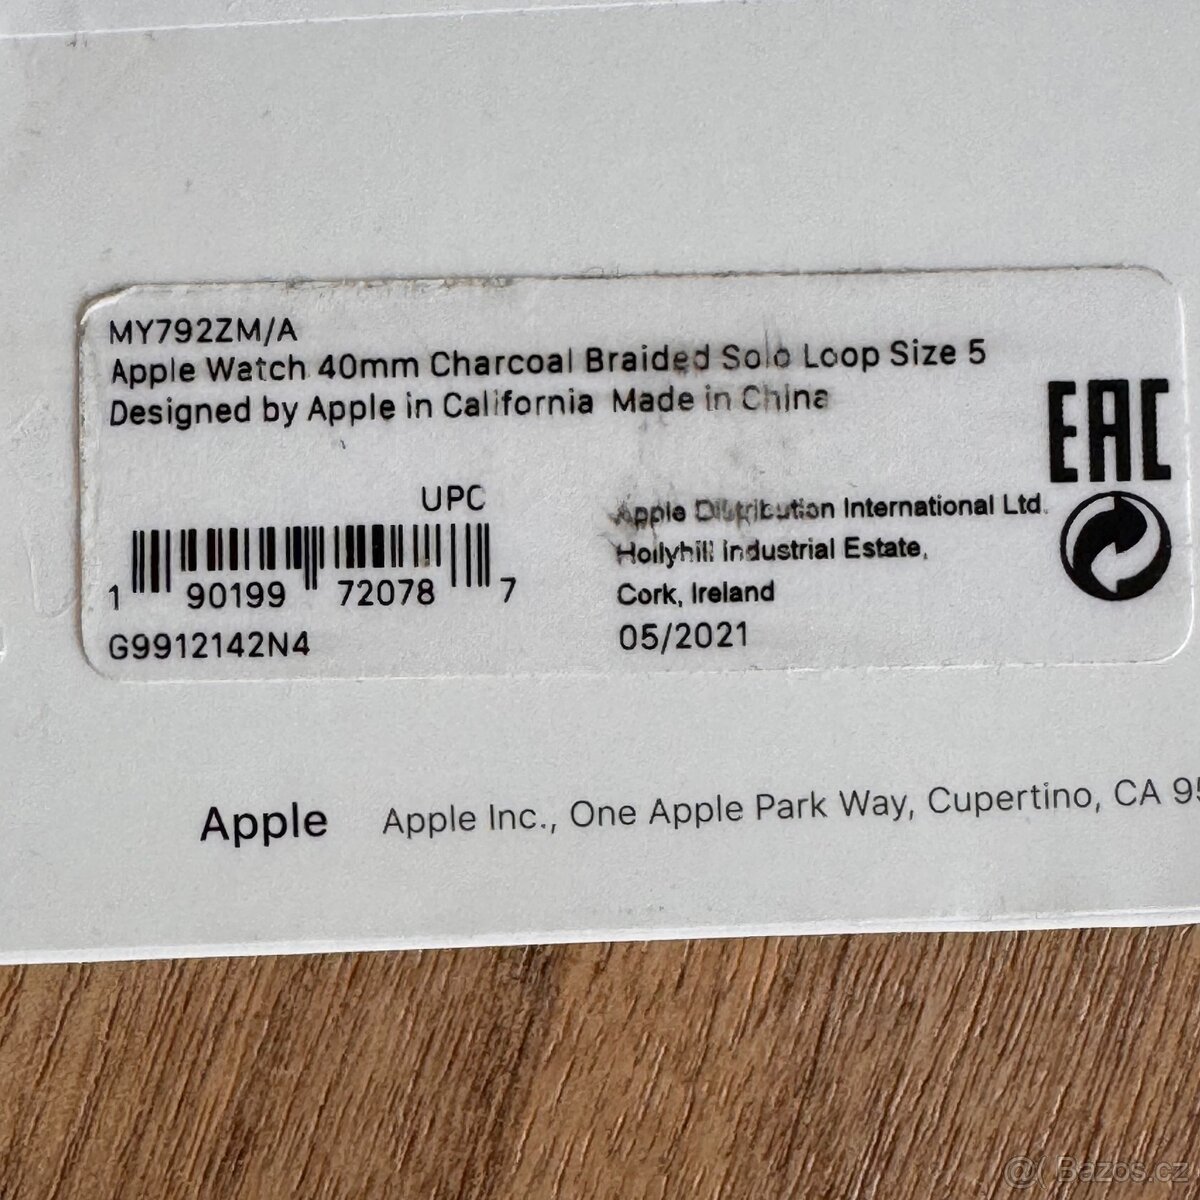 MY792ZM/A
Apple Watch 40mm Charcoal Braided Solo Loop Size 5
Designed by Apple in California Made in China
EAC
UPC
1 90199 72078 7
G9912142N4
Apple Distribution International Ltd.
Hollyhill Industrial Estate,
Cork, Ireland
05/2021
Apple Apple Inc., One Apple Park Way, Cupertino, CA 95
Bazos.cz